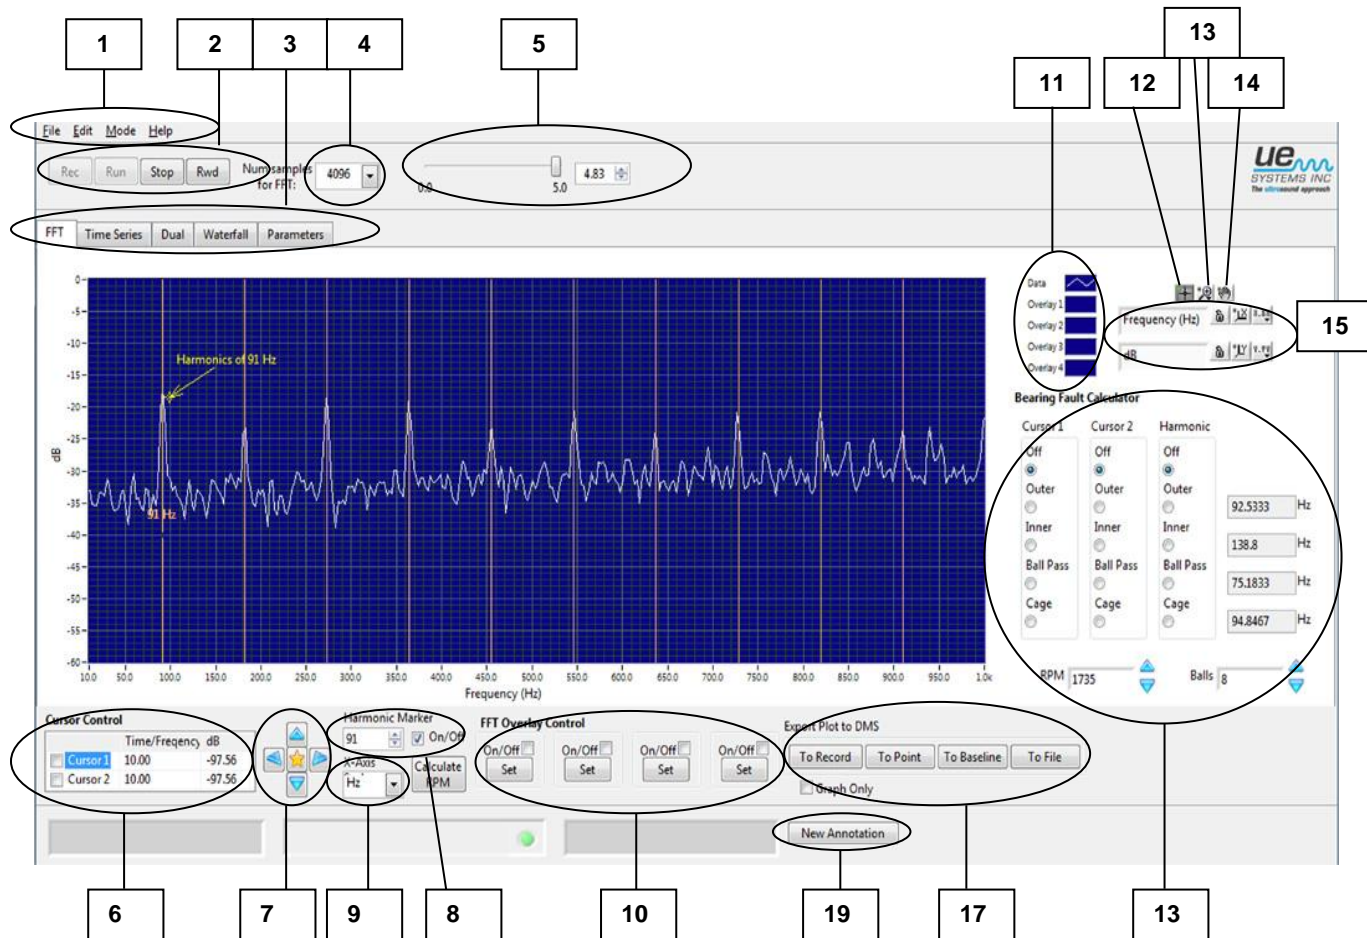 1
2
3
4
5
13
11
12
14
File Edit Mode Help
Rec Run Stop Rwd
Num samples
for FFT:
4096
0.0
5.0
4.83
ue
SYSTEMS INC
The ultrasound approach
FFT Time Series Dual Waterfall Parameters
0
-5
-10
-15
-20
-25
-30
-35
-40
-45
-50
-55
-60
dB
Harmonics of 91 Hz
91 Hz
10.0 50.0 100.0 150.0 200.0 250.0 300.0 350.0 400.0 450.0 500.0 550.0 600.0 650.0 700.0 750.0 800.0 850.0 900.0 950.0 1.0k
Frequency (Hz)
Data
Overlay 1
Overlay 2
Overlay 3
Overlay 4
Frequency (Hz)
dB
15
Bearing Fault Calculator
Cursor 1 Cursor 2 Harmonic
Off Off Off
Outer Outer Outer
92.5333 Hz
Inner Inner Inner
138.8 Hz
Ball Pass Ball Pass Ball Pass
75.1833 Hz
Cage Cage Cage
94.8467 Hz
RPM 1735
Balls 8
Cursor Control
Time/Freqency dB
Cursor 1 10.00 -97.56
Cursor 2 10.00 -97.56
Harmonic Marker
91
On/Off
X-Axis
Hz
Calculate
RPM
FFT Overlay Control
On/Off On/Off On/Off On/Off
Set Set Set Set
Export Plot to DMS
To Record To Point To Baseline To File
Graph Only
New Annotation
6
7
9
8
10
19
17
13